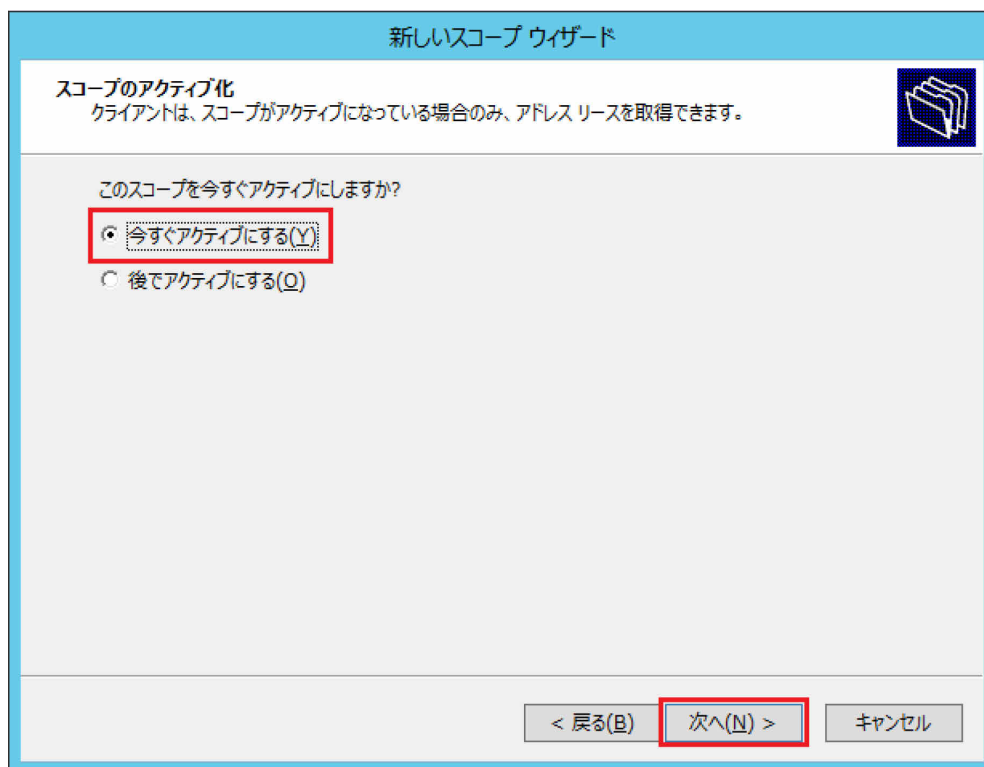 新しいスコープ ウィザード
スコープのアクティブ化
クライアントは、スコープがアクティブになっている場合のみ、アドレス リースを取得できます。
このスコープを今すぐアクティブにしますか?
今すぐアクティブにする(Y)
後でアクティブにする(O)
< 戻る(B) 次へ(N) > キャンセル